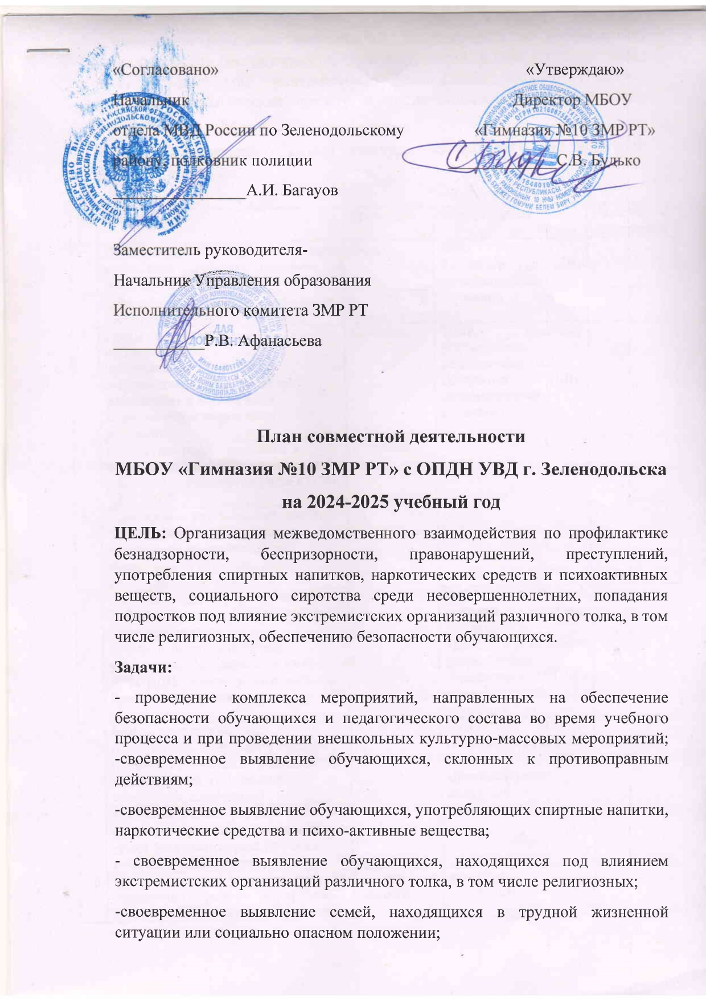 «Согласовано»
«Утверждаю»
Начальник
Директор МБОУ
отдела МВД России по Зеленодольскому
«Гимназия №10 ЗМР РТ»
району, полковник полиции
С.В. Будько
А.И. Багауов
Заместитель руководителя-
Начальник Управления образования
Исполнительного комитета ЗМР РТ
ДЛЯ
ДОКУМЕНТОВ
Р.В. Афанасьева
План совместной деятельности
МБОУ «Гимназия №10 ЗМР РТ» с ОПДН УВД г. Зеленодольска
на 2024-2025 учебный год
ЦЕЛЬ: Организация межведомственного взаимодействия по профилактике
безнадзорности, беспризорности, правонарушений, преступлений,
употребления спиртных напитков, наркотических средств и психоактивных
веществ, социального сиротства среди несовершеннолетних, попадания
подростков под влияние экстремистских организаций различного толка, в том
числе религиозных, обеспечению безопасности обучающихся.
Задачи:
- проведение комплекса мероприятий, направленных на обеспечение
безопасности обучающихся и педагогического состава во время учебного
процесса и при проведении внешкольных культурно-массовых мероприятий;
-своевременное выявление обучающихся, склонных к противоправным
действиям;
-своевременное выявление обучающихся, употребляющих спиртные напитки,
наркотические средства и психо-активные вещества;
- своевременное выявление обучающихся, находящихся под влиянием
экстремистских организаций различного толка, в том числе религиозных;
-своевременное выявление семей, находящихся в трудной жизненной
ситуации или социально опасном положении;